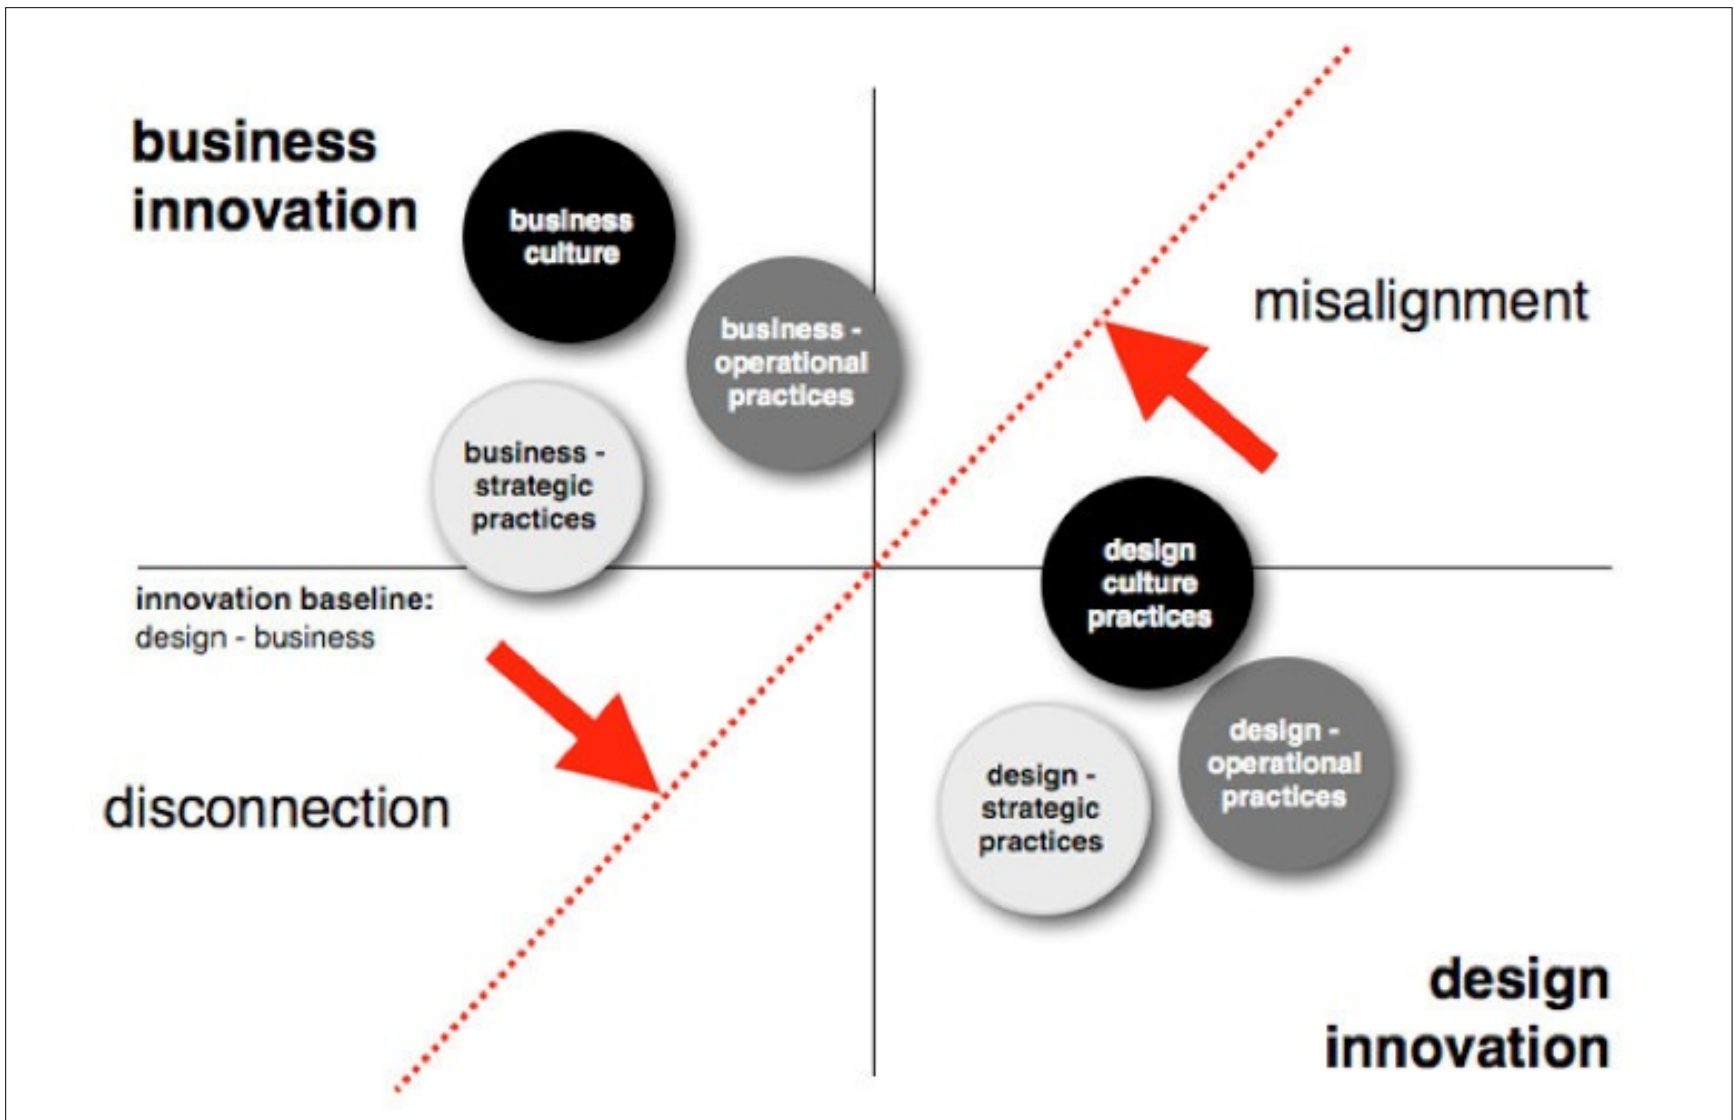 business
innovation
business
culture
business -
operational
practices
misalignment
business -
strategic
practices
innovation baseline:
design - business
design
culture
practices
disconnection
design -
strategic
practices
design -
operational
practices
design
innovation